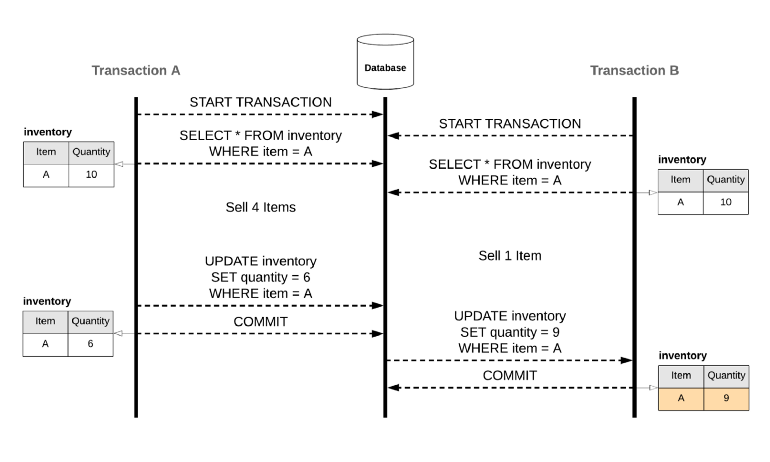 Transaction A
Database
Transaction B
START TRANSACTION
START TRANSACTION
inventory
Item Quantity
A 10
SELECT * FROM inventory
WHERE item = A
SELECT * FROM inventory
WHERE item = A
inventory
Item Quantity
A 10
Sell 4 Items
Sell 1 Item
UPDATE inventory
SET quantity = 6
WHERE item = A
inventory
Item Quantity
A 6
COMMIT
UPDATE inventory
SET quantity = 9
WHERE item = A
COMMIT
inventory
Item Quantity
A 9